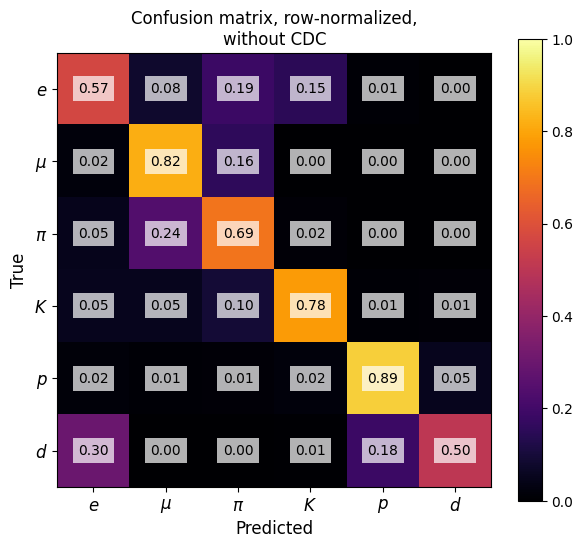 Confusion matrix, row-normalized,
without CDC
1.0
e 0.57 0.08 0.19 0.15 0.01 0.00
μ 0.02 0.82 0.16 0.00 0.00 0.00
0.8
π 0.05 0.24 0.69 0.02 0.00 0.00
0.6
True
K 0.05 0.05 0.10 0.78 0.01 0.01
0.4
p 0.02 0.01 0.01 0.02 0.89 0.05
0.2
d 0.30 0.00 0.00 0.01 0.18 0.50
0.0
e μ π K p d
Predicted